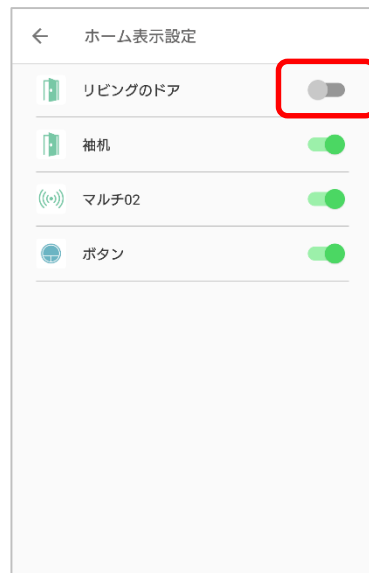 ホーム表示設定
リビングのドア
袖机
マルチ02
ボタン